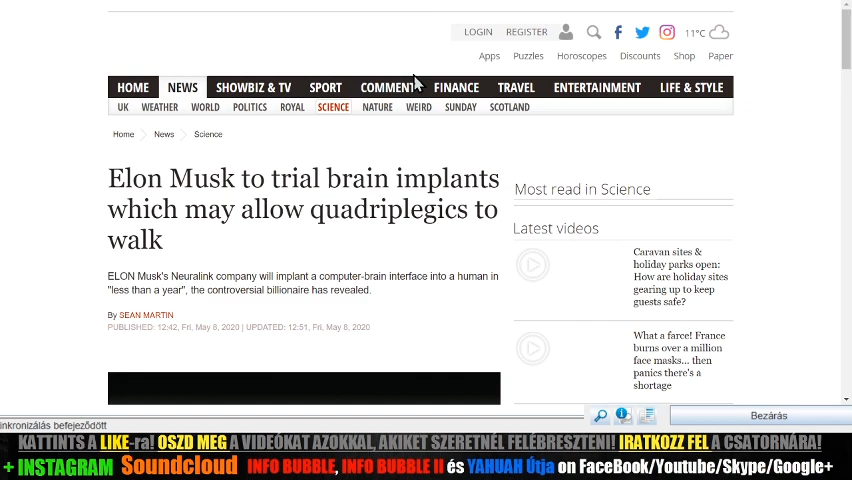 LOGIN REGISTER 11°C
Apps Puzzles Horoscopes Discounts Shop Paper
HOME NEWS SHOWBIZ & TV SPORT COMMENT FINANCE TRAVEL ENTERTAINMENT LIFE & STYLE
UK WEATHER WORLD POLITICS ROYAL SCIENCE NATURE WEIRD SUNDAY SCOTLAND
Home News Science
Elon Musk to trial brain implants
which may allow quadriplegics to
walk
ELON Musk's Neuralink company will implant a computer-brain interface into a human in
"less than a year", the controversial billionaire has revealed.
By SEAN MARTIN
PUBLISHED: 12:42, Fri, May 8, 2020 | UPDATED: 12:51, Fri, May 8, 2020
Most read in Science
Latest videos
Caravan sites &
holiday parks open:
How are holiday sites
gearing up to keep
guests safe?
What a farce! France
burns over a million
face masks... then
panics there's a
shortage
Bezárás
inkronizálás befejeződött
KATTINTS A LIKE-ra! OSZD MEG A VIDEÓKAT AZOKKAL, AKIKET SZERETNÉL FELÉBRESZTENI! IRATKOZZ FEL A CSATORNÁRA!
+ INSTAGRAM Soundcloud INFO BUBBLE, INFO BUBBLE II és YAHUAH Útja on FaceBook/Youtube/Skype/Google+